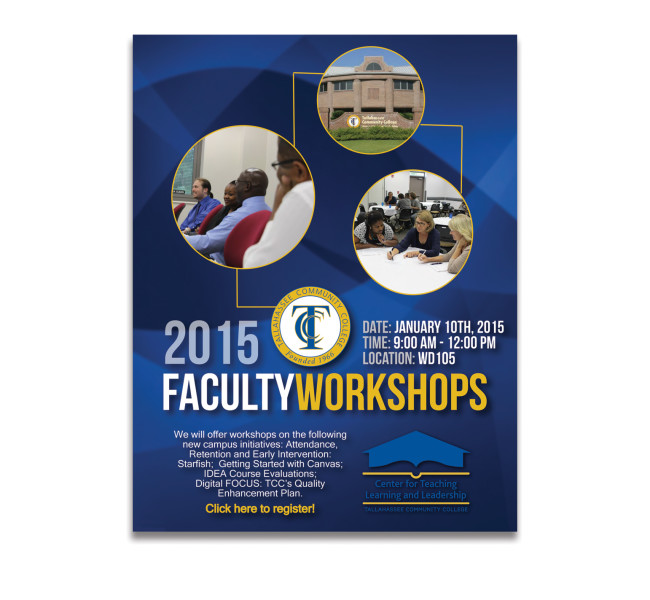 Tallahassee
Community College
TALLAHASSEE COMMUNITY COLLEGE
TCC
Founded 1966
2015
DATE: JANUARY 10TH, 2015
TIME: 9:00 AM - 12:00 PM
LOCATION: WD105
FACULTYWORKSHOPS
We will offer workshops on the following
new campus initiatives: Attendance,
Retention and Early Intervention:
Starfish; Getting Started with Canvas;
IDEA Course Evaluations;
Digital FOCUS: TCC's Quality
Enhancement Plan.
Click here to register!
Center for Teaching
Learning and Leadership
TALLAHASSEE COMMUNITY COLLEGE